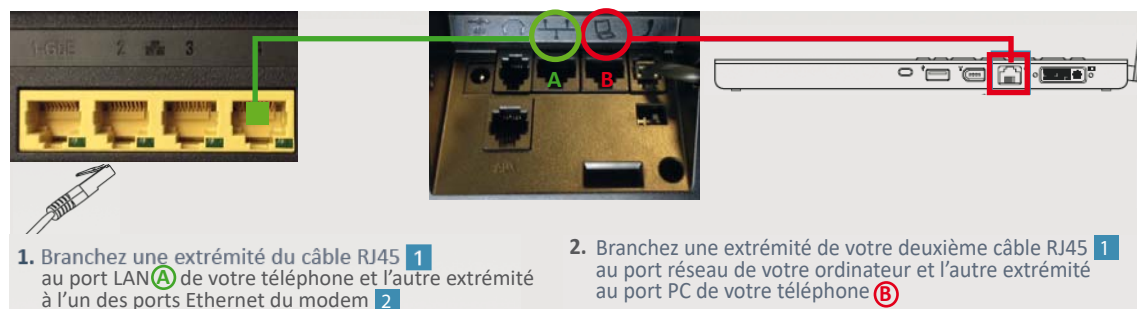 1-GbE 2 3
A B
1. Branchez une extrémité du câble RJ45 1
au port LAN A de votre téléphone et l'autre extrémité
à l'un des ports Ethernet du modem 2
2. Branchez une extrémité de votre deuxième câble RJ45 1
au port réseau de votre ordinateur et l'autre extrémité
au port PC de votre téléphone B